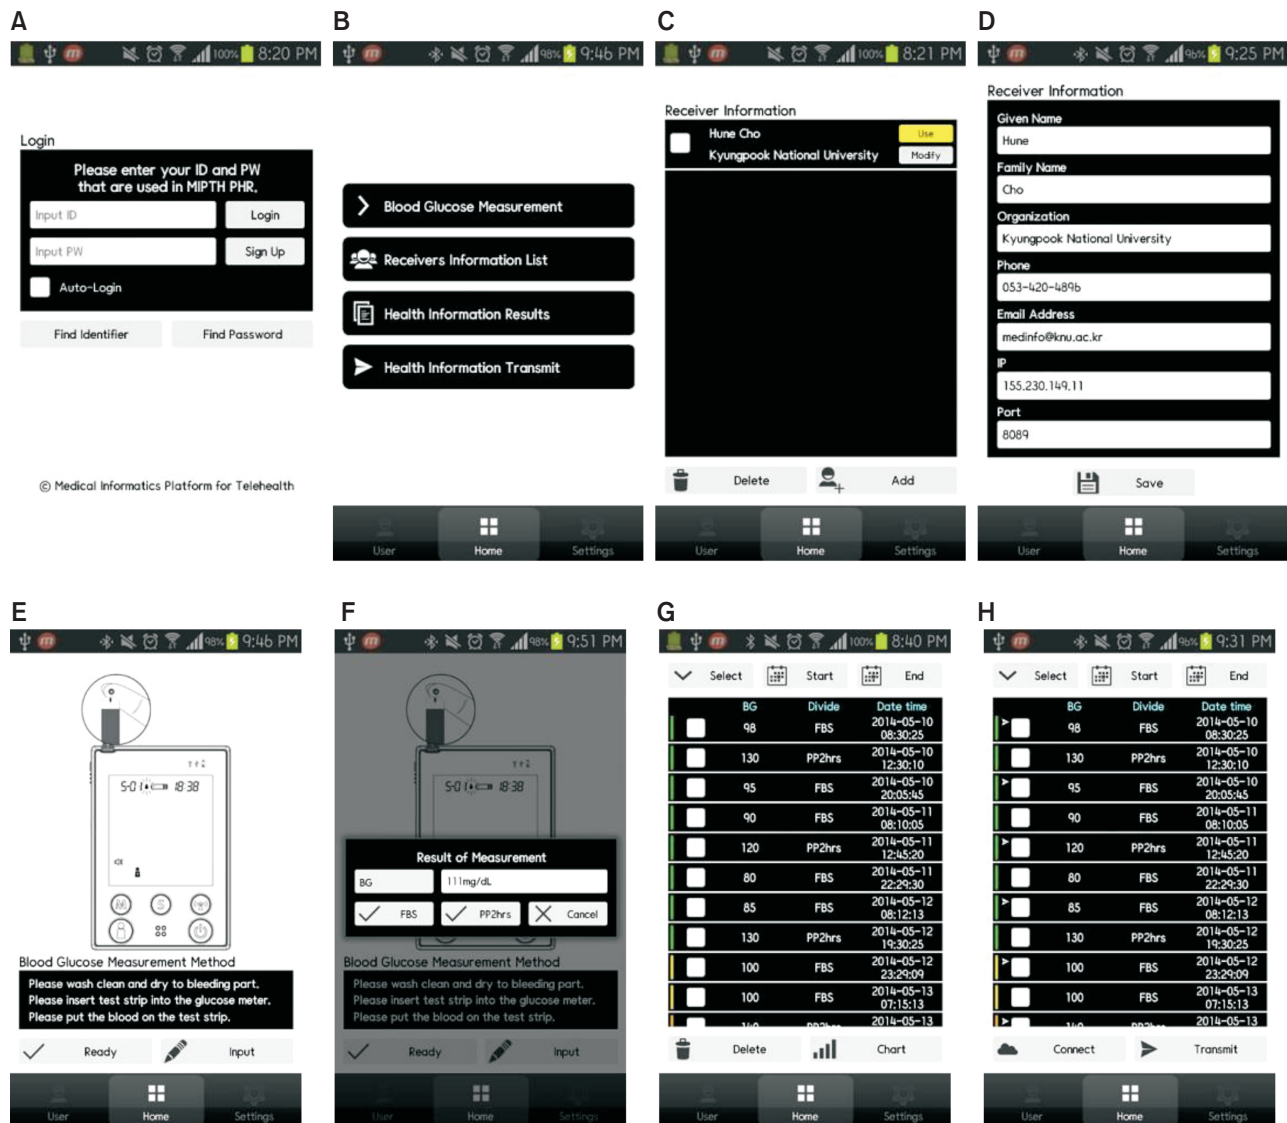 A
B
C
D
100% 8:20 PM
98% 9:46 PM
100% 8:21 PM
96% 9:25 PM
Login
Please enter your ID and PW
that are used in MIPTH PHR.
Input ID
Login
Input PW
Sign Up
Auto-Login
Find Identifier
Find Password
© Medical Informatics Platform for Telehealth
Blood Glucose Measurement
Receivers Information List
Health Information Results
Health Information Transmit
User
Home
Settings
Receiver Information
Hune Cho
Use
Kyungpook National University
Modify
Delete
Add
User
Home
Settings
Receiver Information
Given Name
Hune
Family Name
Cho
Organization
Kyungpook National University
Phone
053-420-4896
Email Address
medinfo@knu.ac.kr
IP
155.230.149.11
Port
8089
Save
User
Home
Settings
E
F
G
H
98% 9:46 PM
98% 9:51 PM
100% 8:40 PM
96% 9:31 PM
5-01 18:38
M
S
Blood Glucose Measurement Method
Please wash clean and dry to bleeding part.
Please insert test strip into the glucose meter.
Please put the blood on the test strip.
Ready
Input
User
Home
Settings
5-01 18:38
Result of Measurement
BG
111mg/dL
FBS
PP2hrs
Cancel
Blood Glucose Measurement Method
Please wash clean and dry to bleeding part.
Please insert test strip into the glucose meter.
Please put the blood on the test strip.
Ready
Input
User
Home
Settings
Select
Start
End
BG Divide Date time
98 FBS 2014-05-10 08:30:25
130 PP2hrs 2014-05-10 12:30:10
95 FBS 2014-05-10 20:05:45
90 FBS 2014-05-11 08:10:05
120 PP2hrs 2014-05-11 12:45:20
80 FBS 2014-05-11 22:29:30
85 FBS 2014-05-12 08:12:13
130 PP2hrs 2014-05-12 19:30:25
100 FBS 2014-05-12 23:29:09
100 FBS 2014-05-13 07:15:13
140 PP2hrs 2014-05-13
Delete
Chart
User
Home
Settings
Select
Start
End
BG Divide Date time
98 FBS 2014-05-10 08:30:25
130 PP2hrs 2014-05-10 12:30:10
95 FBS 2014-05-10 20:05:45
90 FBS 2014-05-11 08:10:05
120 PP2hrs 2014-05-11 12:45:20
80 FBS 2014-05-11 22:29:30
85 FBS 2014-05-12 08:12:13
130 PP2hrs 2014-05-12 19:30:25
100 FBS 2014-05-12 23:29:09
100 FBS 2014-05-13 07:15:13
140 PP2hrs 2014-05-13
Connect
Transmit
User
Home
Settings